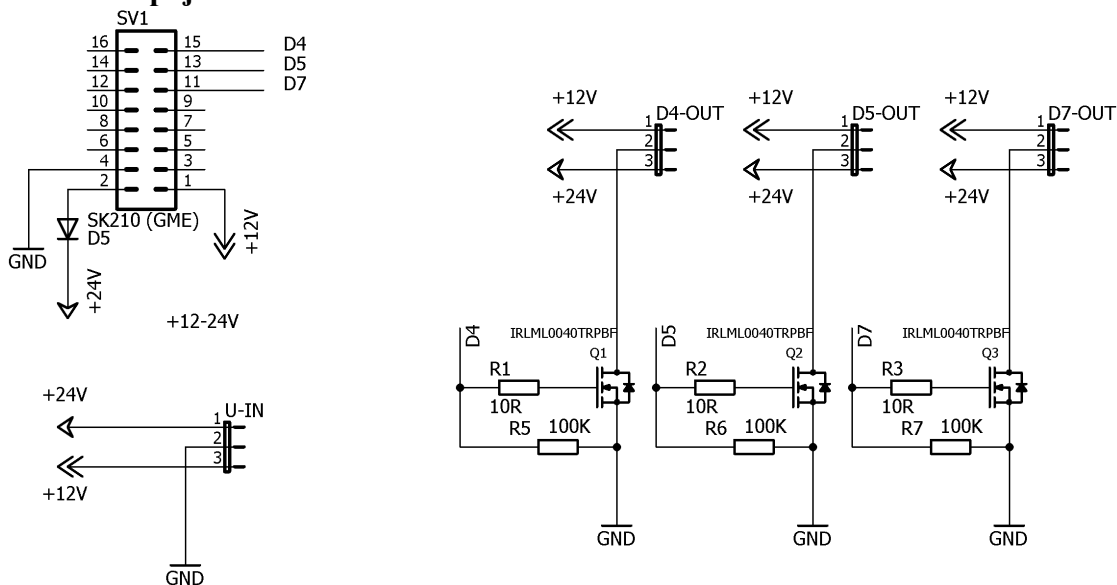 SV1
16 15 D4
14 13 D5
12 11 D7
10 9
8 7
6 5
4 3
2 1
SK210 (GME)
D5
GND
+24V
+12V
+12-24V
+24V
U-IN
1
2
3
+12V
GND
+12V
D4-OUT
1
2
3
+24V
+12V
D5-OUT
1
2
3
+24V
+12V
D7-OUT
1
2
3
+24V
D4
IRLML0040TRPBF
Q1
R1
10R
R5 100K
GND
D5
IRLML0040TRPBF
Q2
R2
10R
R6 100K
GND
D7
IRLML0040TRPBF
Q3
R3
10R
R7 100K
GND